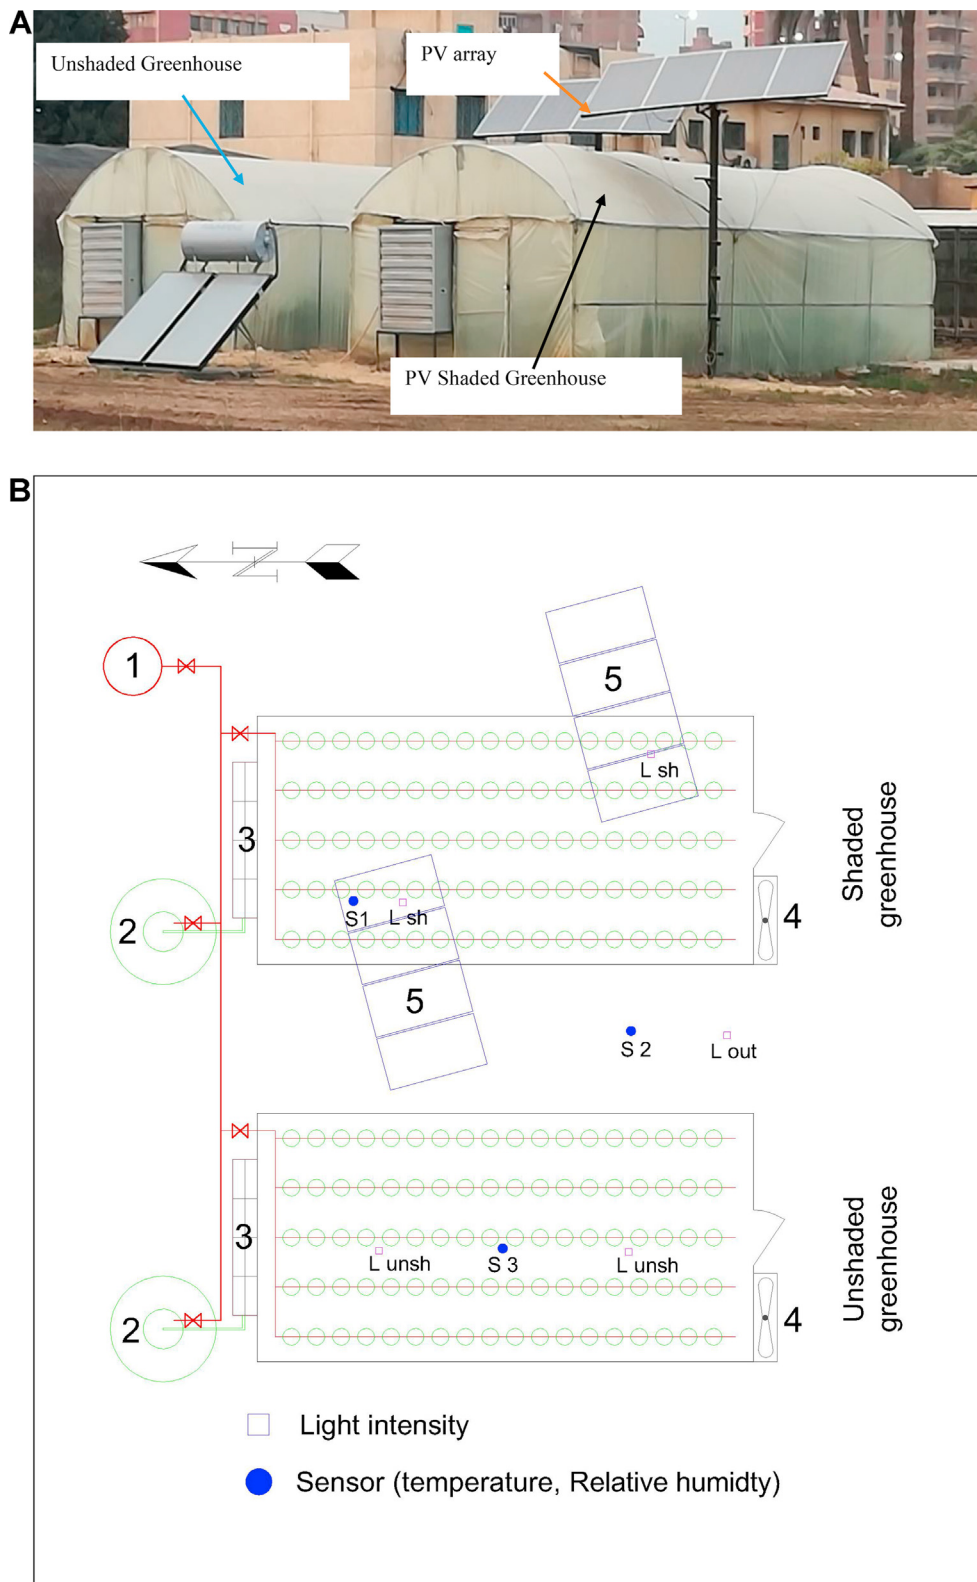 A
Unshaded Greenhouse
PV array
PV Shaded Greenhouse
B
N
1
5
L sh
3
Shaded
greenhouse
S1
L sh
2
4
5
S 2
L out
3
L unsh
S 3
L unsh
Unshaded
greenhouse
2
4
Light intensity
Sensor (temperature, Relative humidty)